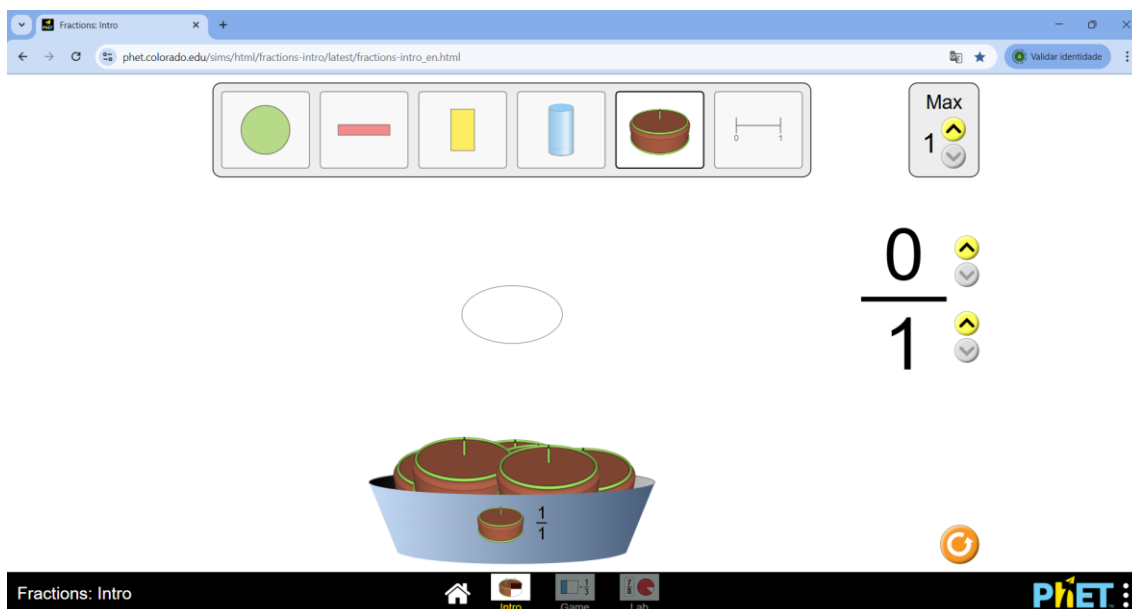 Fractions: Intro
phet.colorado.edu/sims/html/fractions-intro/latest/fractions-intro_en.html
Validar identidade
0 1
Max
1
0
1
1
1
Fractions: Intro
Intro
Game
Lab
PhET